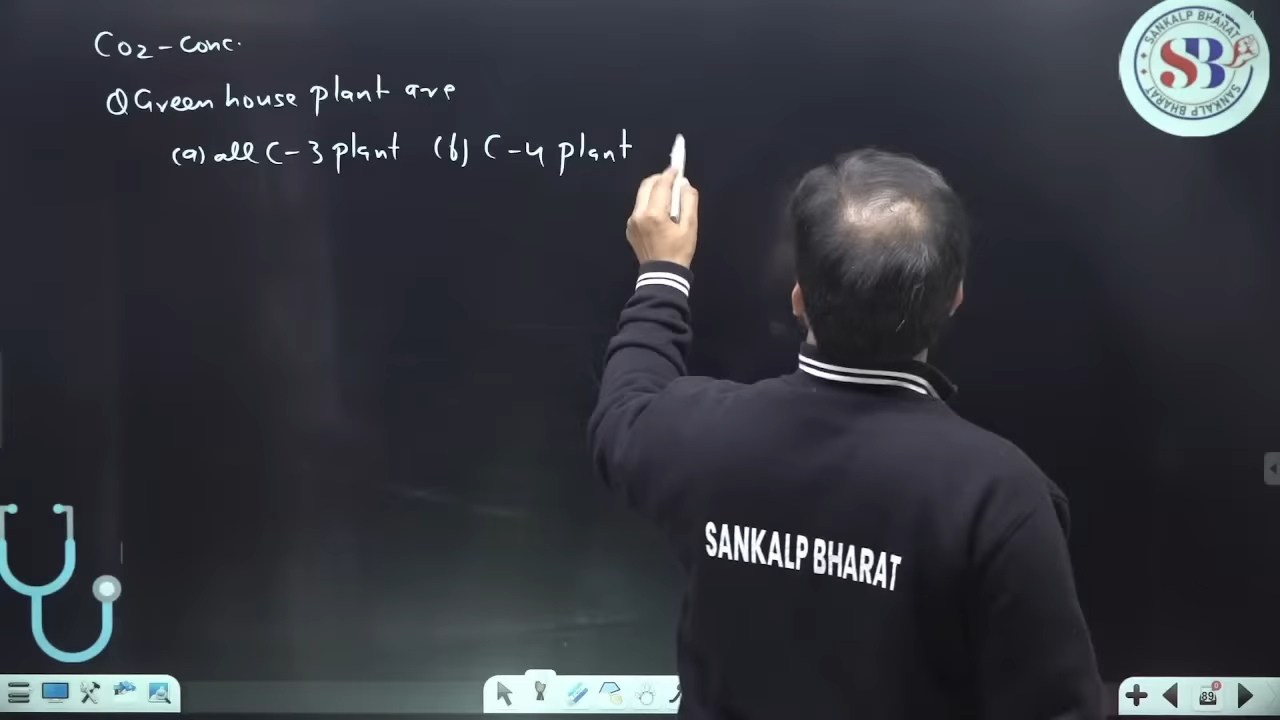 Co2-conc.
Q Green house plant are
(a) all C-3 plant (b) C-4 plant
SANKALP BHARAT
SB
SANKALP BHARAT
SANKALP BHARAT
89